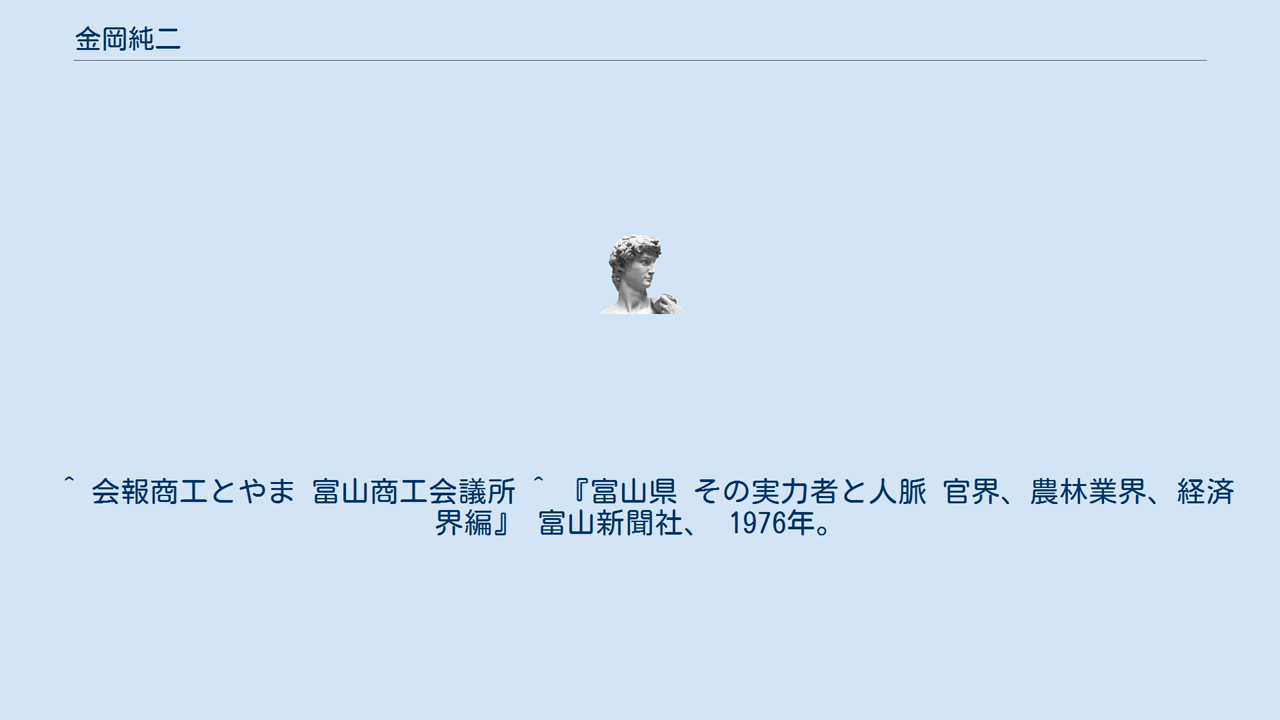 金岡純二
^ 会報商工とやま 富山商工会議所 ^ 『富山県 その実力者と人脈 官界、農林業界、経済
界編』 富山新聞社、 1976年。